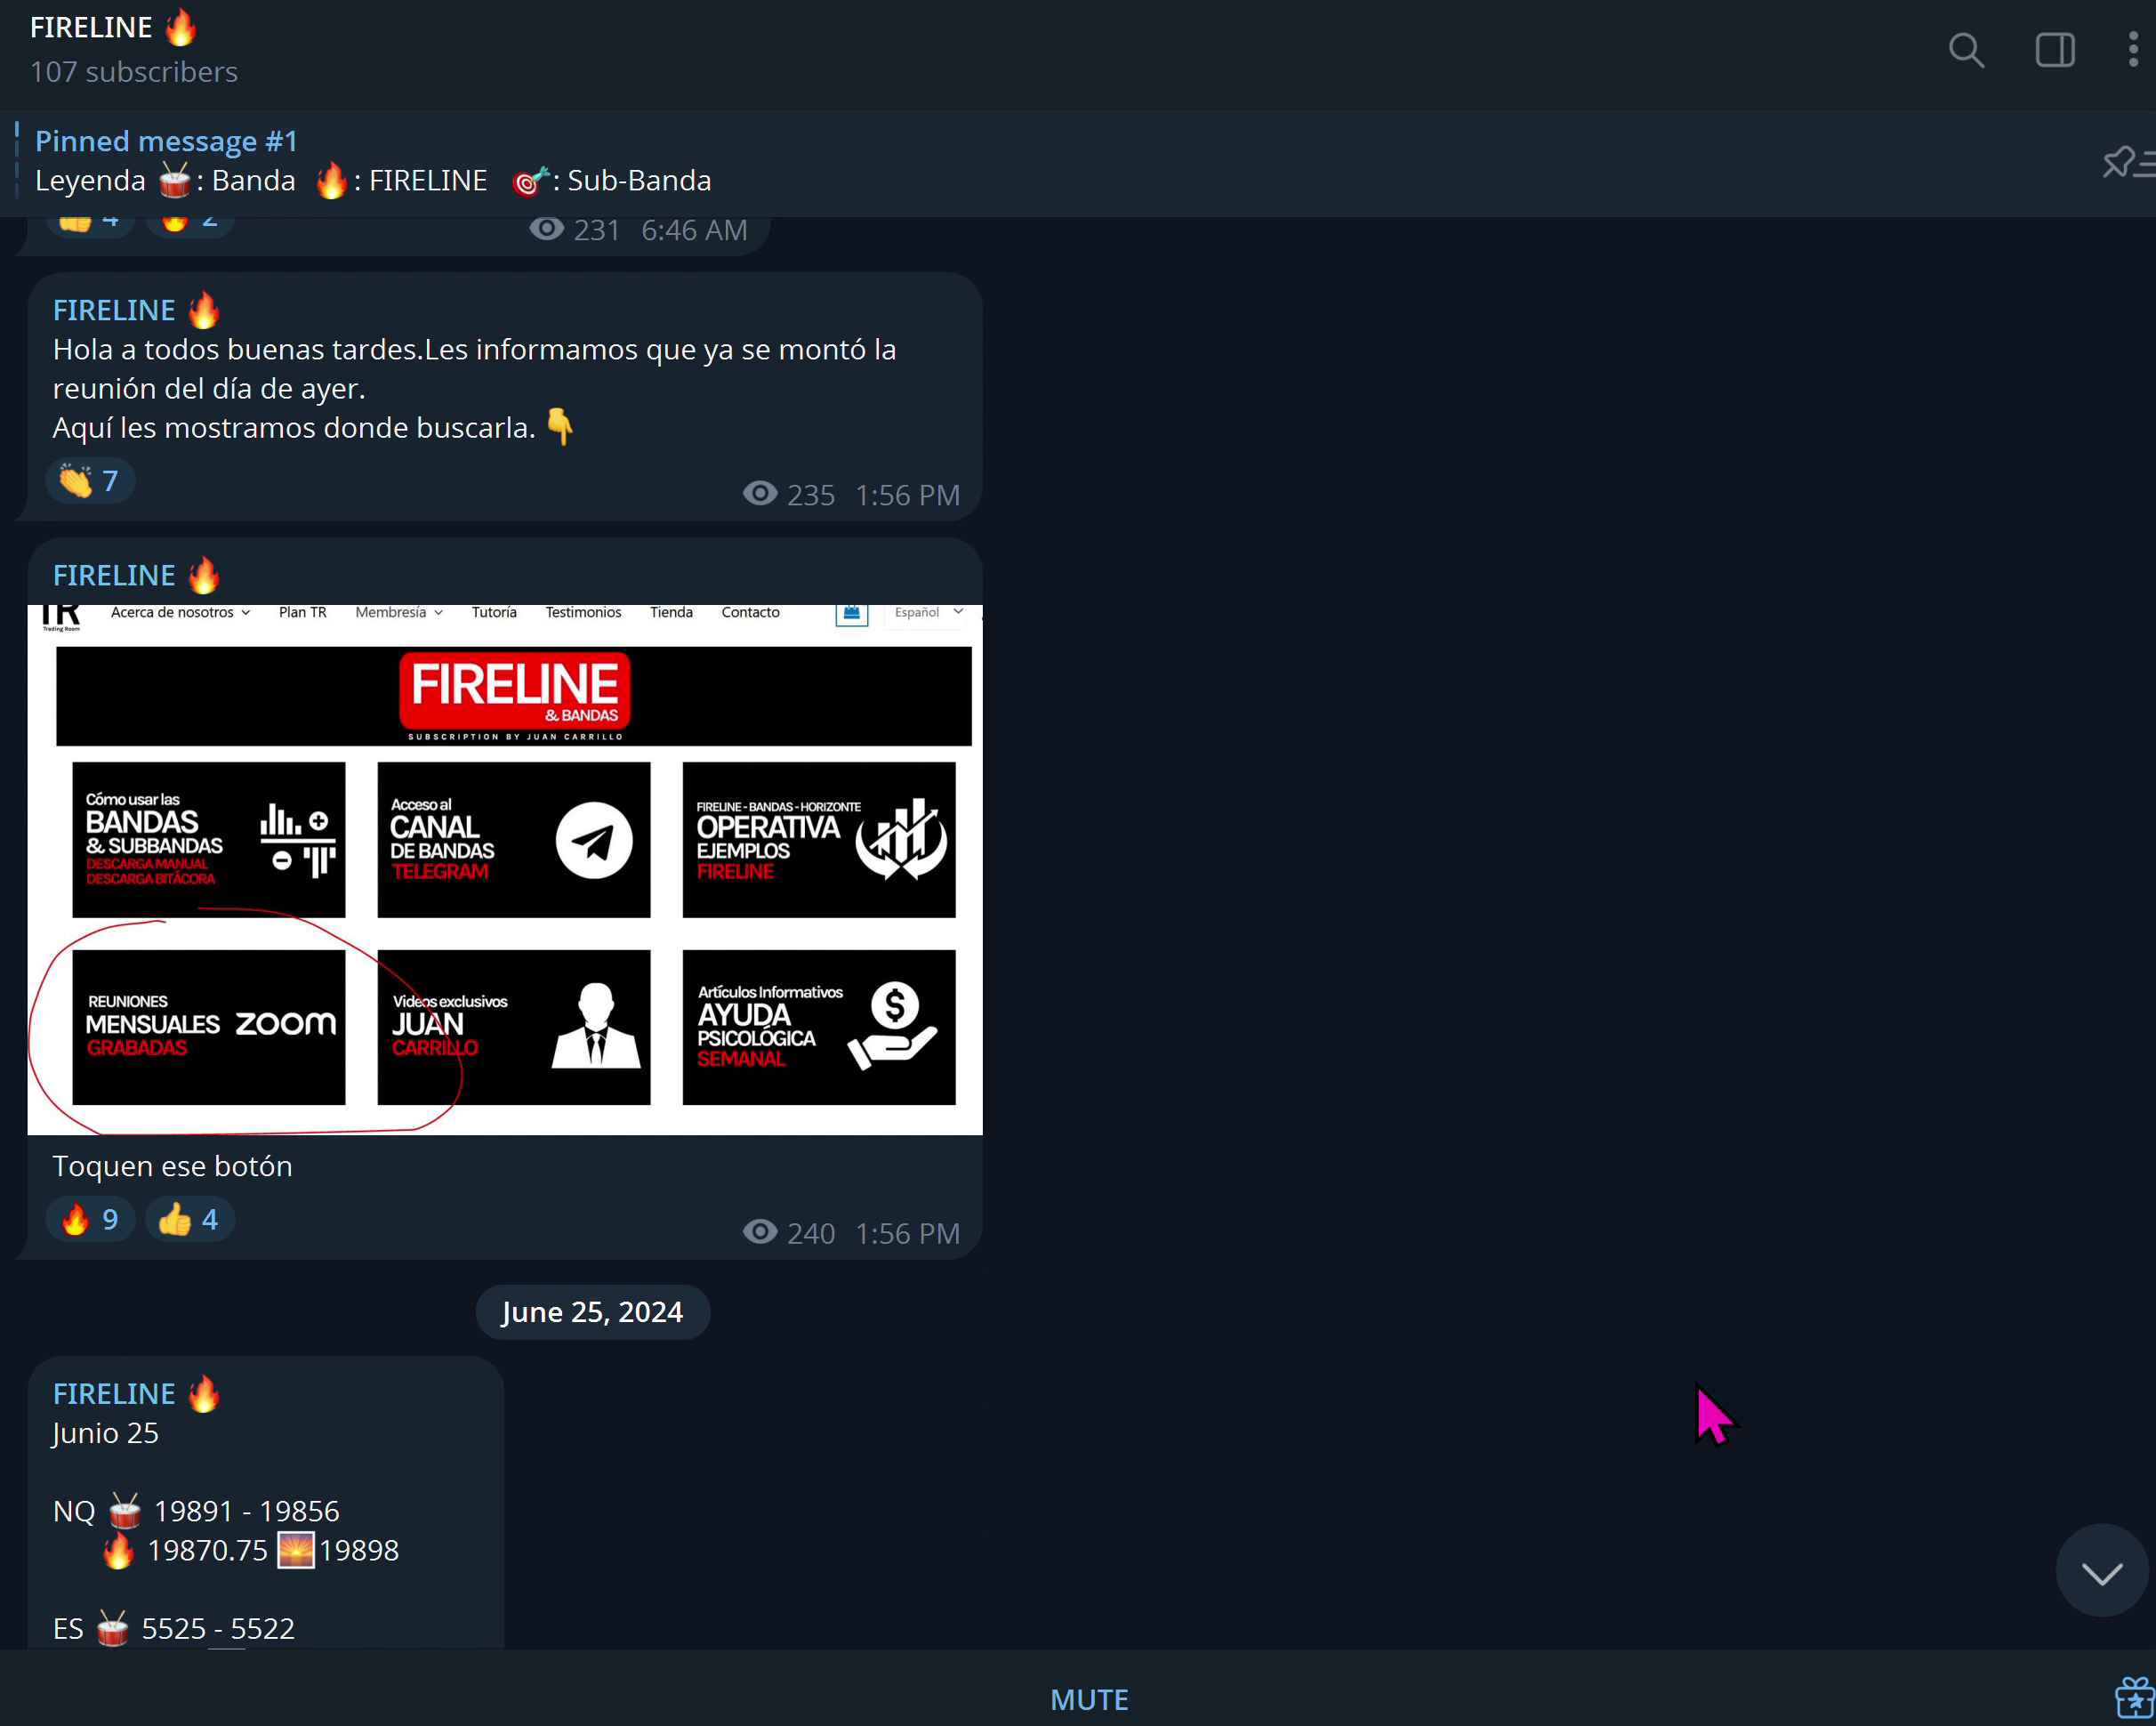 FIRELINE 🔥
107 subscribers
Pinned message #1
Leyenda 🥁: Banda 🔥: FIRELINE 🎯: Sub-Banda
👍 4 🔥 2
231 6:46 AM
FIRELINE 🔥
Hola a todos buenas tardes.Les informamos que ya se montó la
reunión del día de ayer.
Aquí les mostramos donde buscarla. 👇
👏 7
235 1:56 PM
FIRELINE 🔥
TR
Trading Room
Acerca de nosotros Plan TR Membresía Tutoría Testimonios Tienda Contacto Español
FIRELINE
& BANDAS
SUBSCRIPTION BY JUAN CARRILLO
Cómo usar las
BANDAS
& SUBBANDAS
DESCARGA MANUAL
DESCARGA BITÁCORA
Acceso al
CANAL
DE BANDAS
TELEGRAM
FIRELINE - BANDAS - HORIZONTE
OPERATIVA
EJEMPLOS
FIRELINE
REUNIONES
MENSUALES
GRABADAS
zoom
Videos exclusivos
JUAN
CARRILLO
Artículos Informativos
AYUDA
PSICOLÓGICA
SEMANAL
$
Toquen ese botón
🔥 9 👍 4
240 1:56 PM
June 25, 2024
FIRELINE 🔥
Junio 25
NQ 🥁 19891 - 19856
🔥 19870.75 🌅19898
ES 🥁 5525 - 5522
MUTE